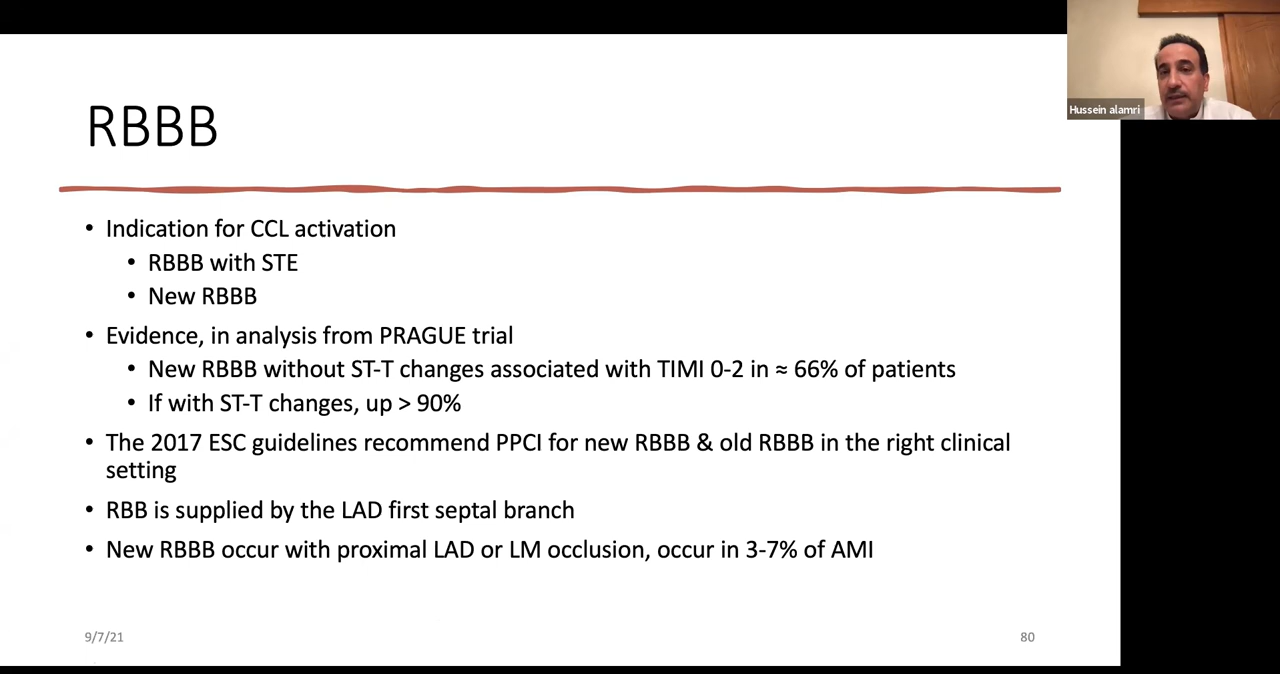 Hussein alamri
RBBB
• Indication for CCL activation
• RBBB with STE
• New RBBB
• Evidence, in analysis from PRAGUE trial
• New RBBB without ST-T changes associated with TIMI 0-2 in ≈ 66% of patients
• If with ST-T changes, up > 90%
• The 2017 ESC guidelines recommend PPCI for new RBBB & old RBBB in the right clinical
setting
• RBB is supplied by the LAD first septal branch
• New RBBB occur with proximal LAD or LM occlusion, occur in 3-7% of AMI
9/7/21
80